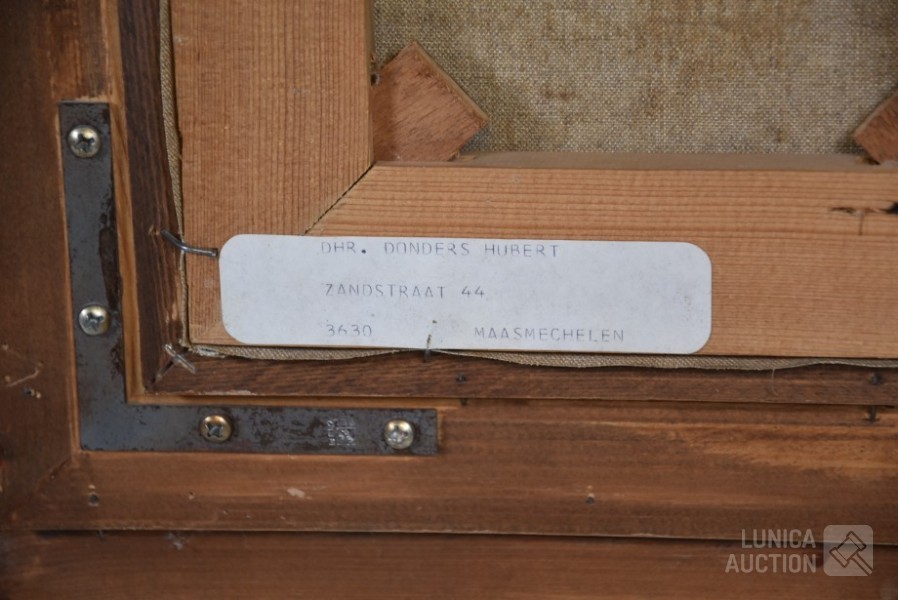 DHR. DONDERS HUBERT
ZANDSTRAAT 44
3630 MAASMECHELEN
LUNICA
AUCTION